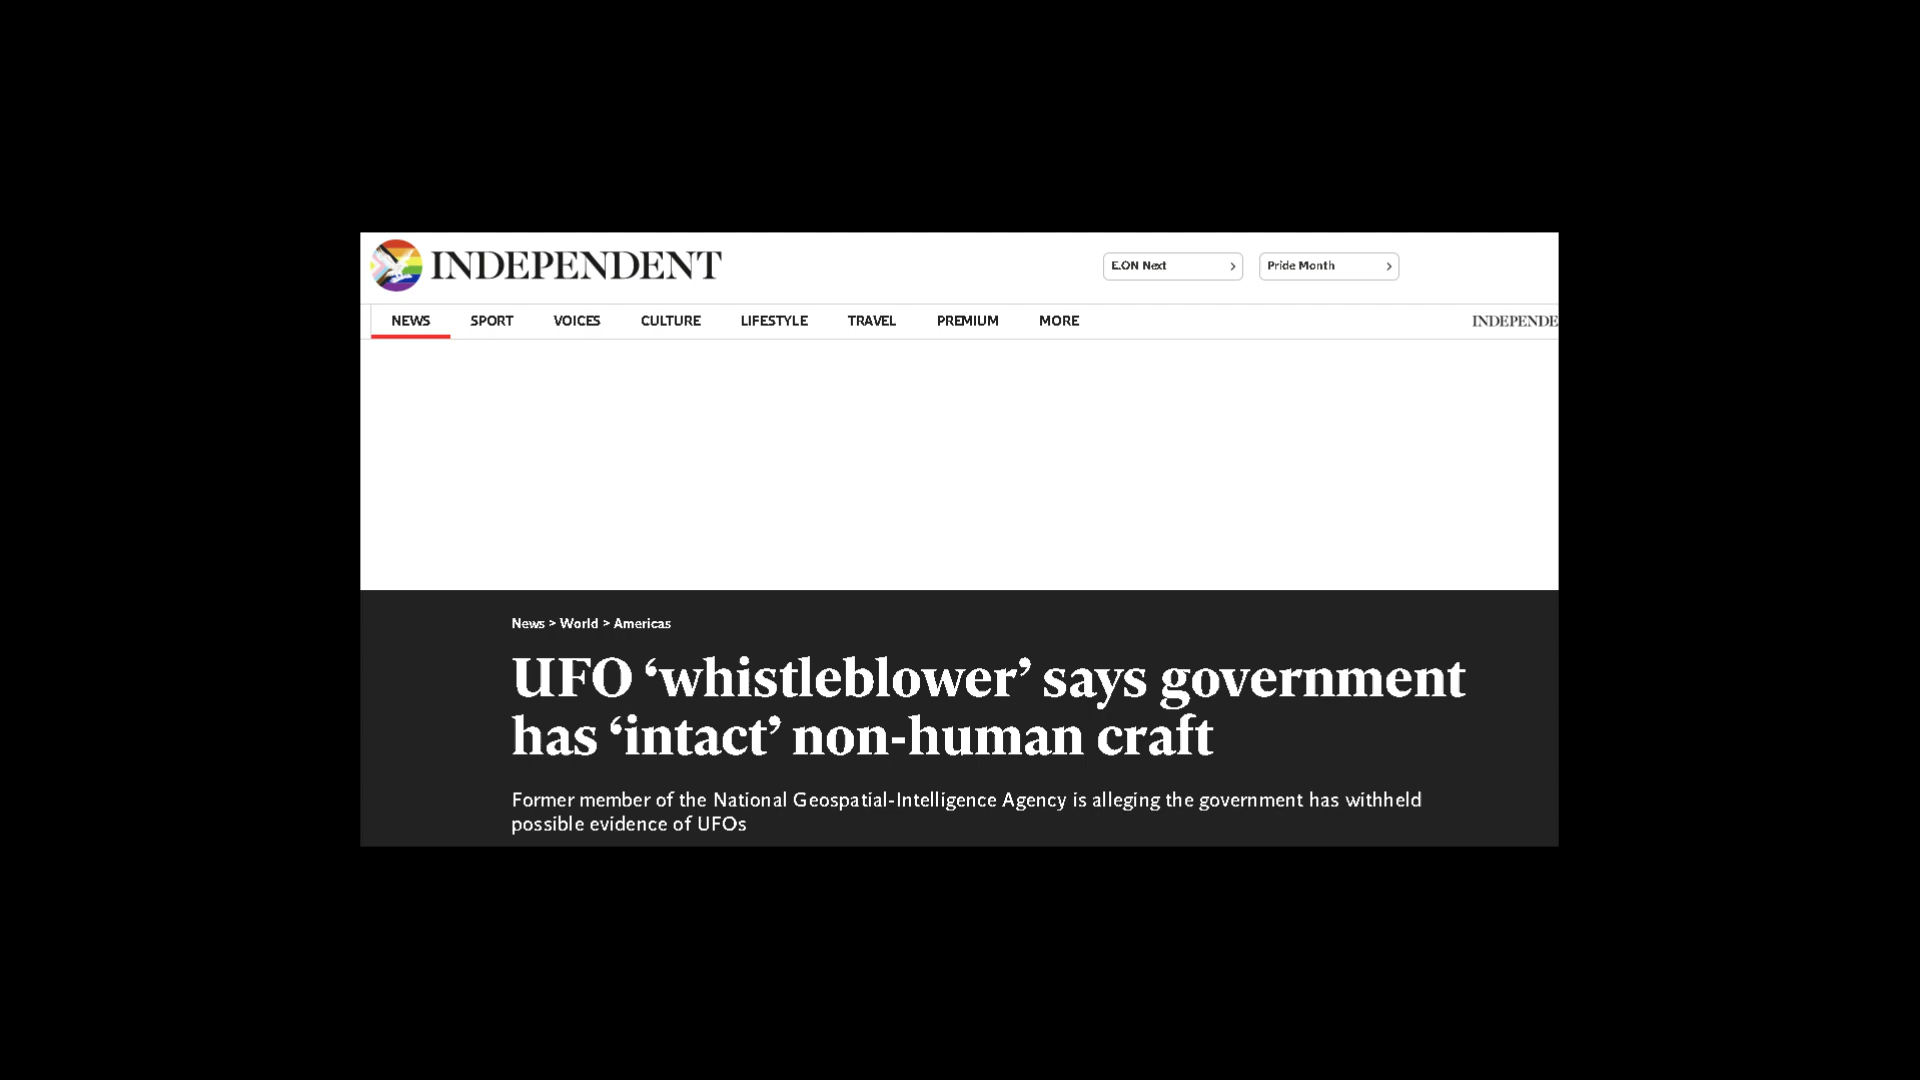 INDEPENDENT
E.ON Next
Pride Month
NEWS SPORT VOICES CULTURE LIFESTYLE TRAVEL PREMIUM MORE INDEPENDE
News > World > Americas
UFO ‘whistleblower’ says government
has ‘intact’ non-human craft
Former member of the National Geospatial-Intelligence Agency is alleging the government has withheld
possible evidence of UFOs